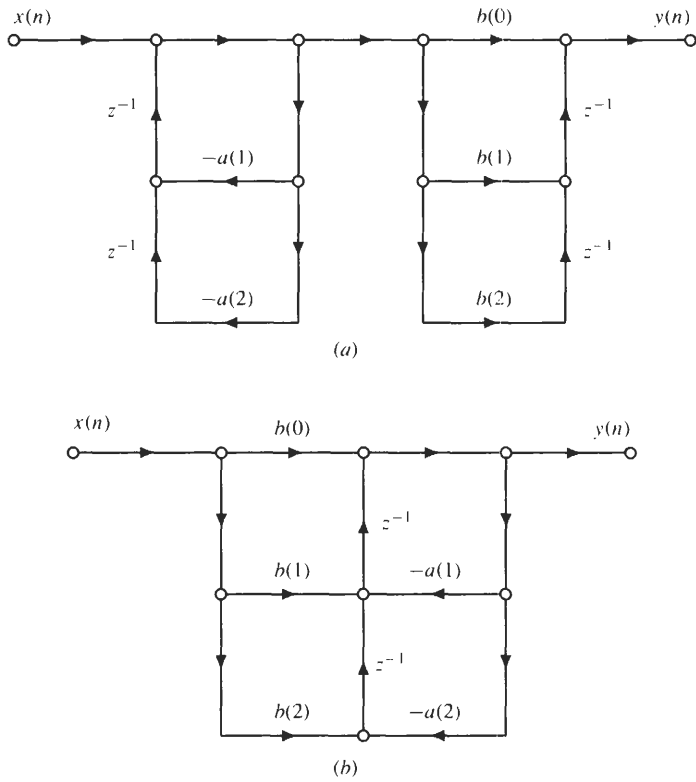 x(n) b(0) y(n)
z⁻¹ z⁻¹
−a(1) b(1)
z⁻¹ z⁻¹
−a(2) b(2)
(a)
x(n) b(0) y(n)
z⁻¹
b(1) −a(1)
z⁻¹
b(2) −a(2)
(b)